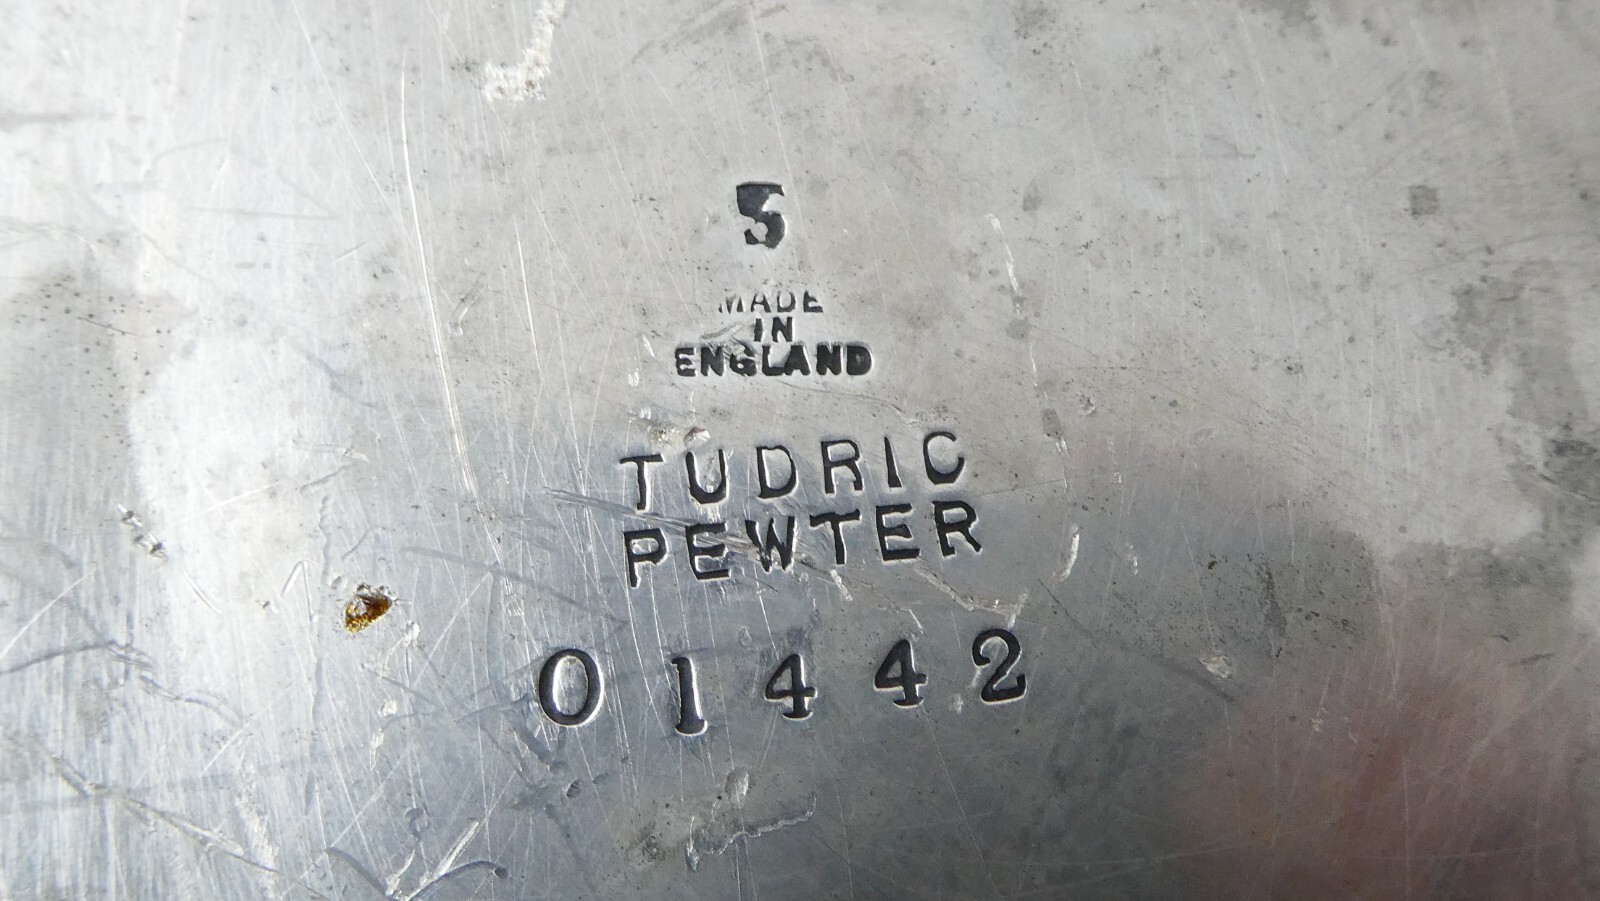 5
MADE
IN
ENGLAND
TUDRIC
PEWTER
01442